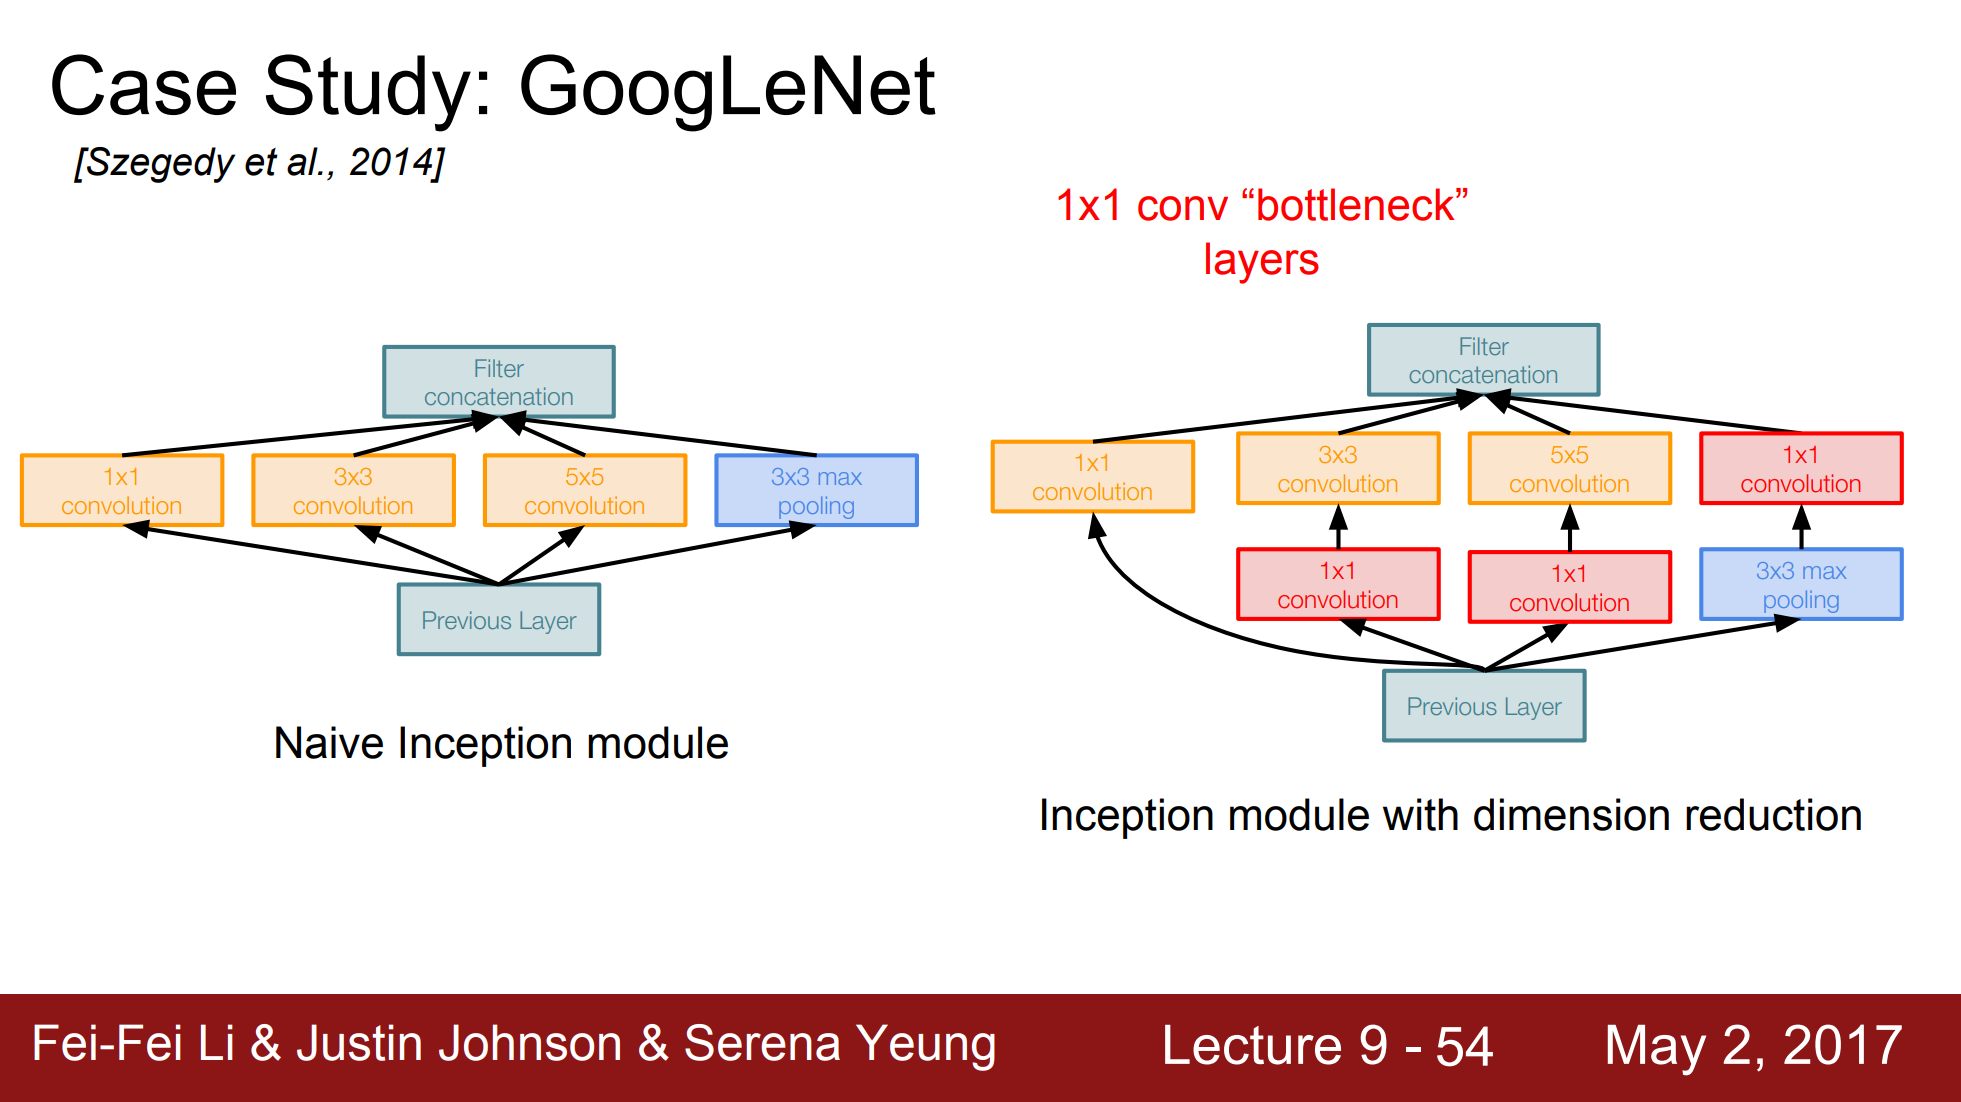 Case Study: GoogLeNet
[Szegedy et al., 2014]
1x1 conv “bottleneck”
layers
Filter
concatenation
1x1
convolution
3x3
convolution
5x5
convolution
3x3 max
pooling
Previous Layer
Naive Inception module
Filter
concatenation
1x1
convolution
3x3
convolution
5x5
convolution
1x1
convolution
1x1
convolution
1x1
convolution
3x3 max
pooling
Previous Layer
Inception module with dimension reduction
Fei-Fei Li & Justin Johnson & Serena Yeung
Lecture 9 - 54
May 2, 2017